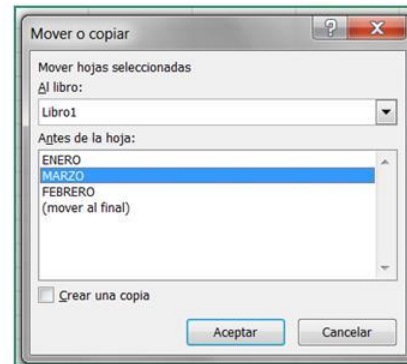 Mover o copiar
Mover hojas seleccionadas
Al libro:
Libro1
Antes de la hoja:
ENERO
MARZO
FEBRERO
(mover al final)
Crear una copia
Aceptar Cancelar